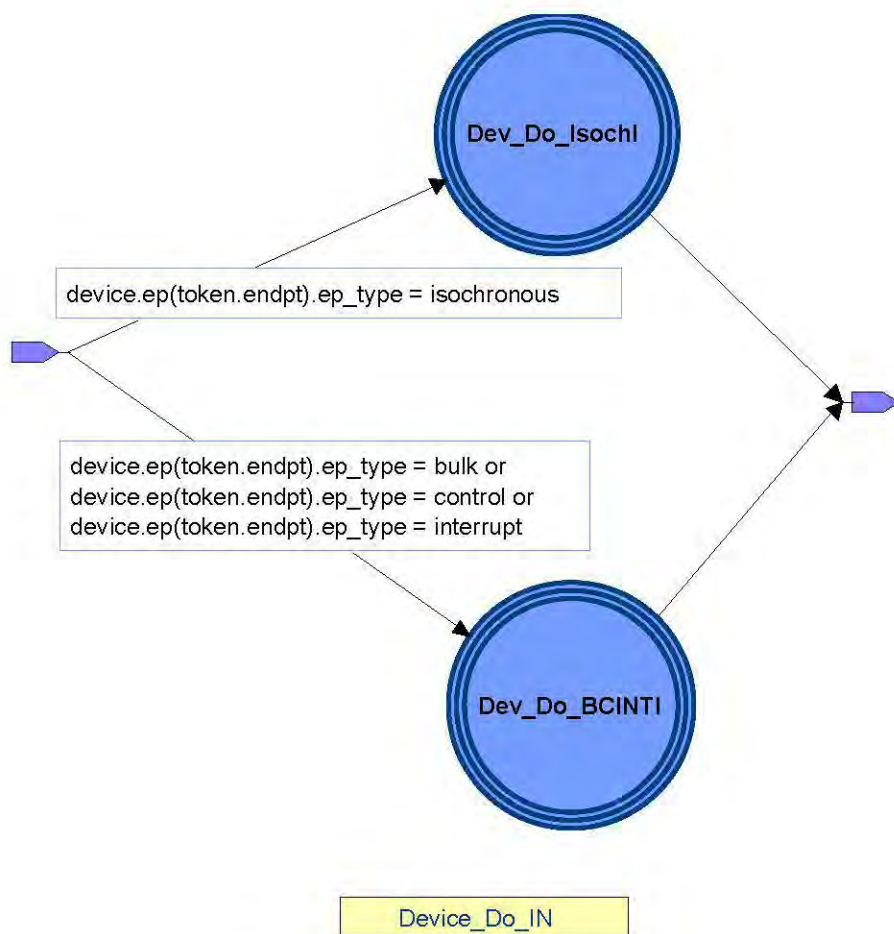 Dev_Do_IsochI
device.ep(token.endpt).ep_type = isochronous
device.ep(token.endpt).ep_type = bulk or
device.ep(token.endpt).ep_type = control or
device.ep(token.endpt).ep_type = interrupt
Dev_Do_BCINTI
Device_Do_IN